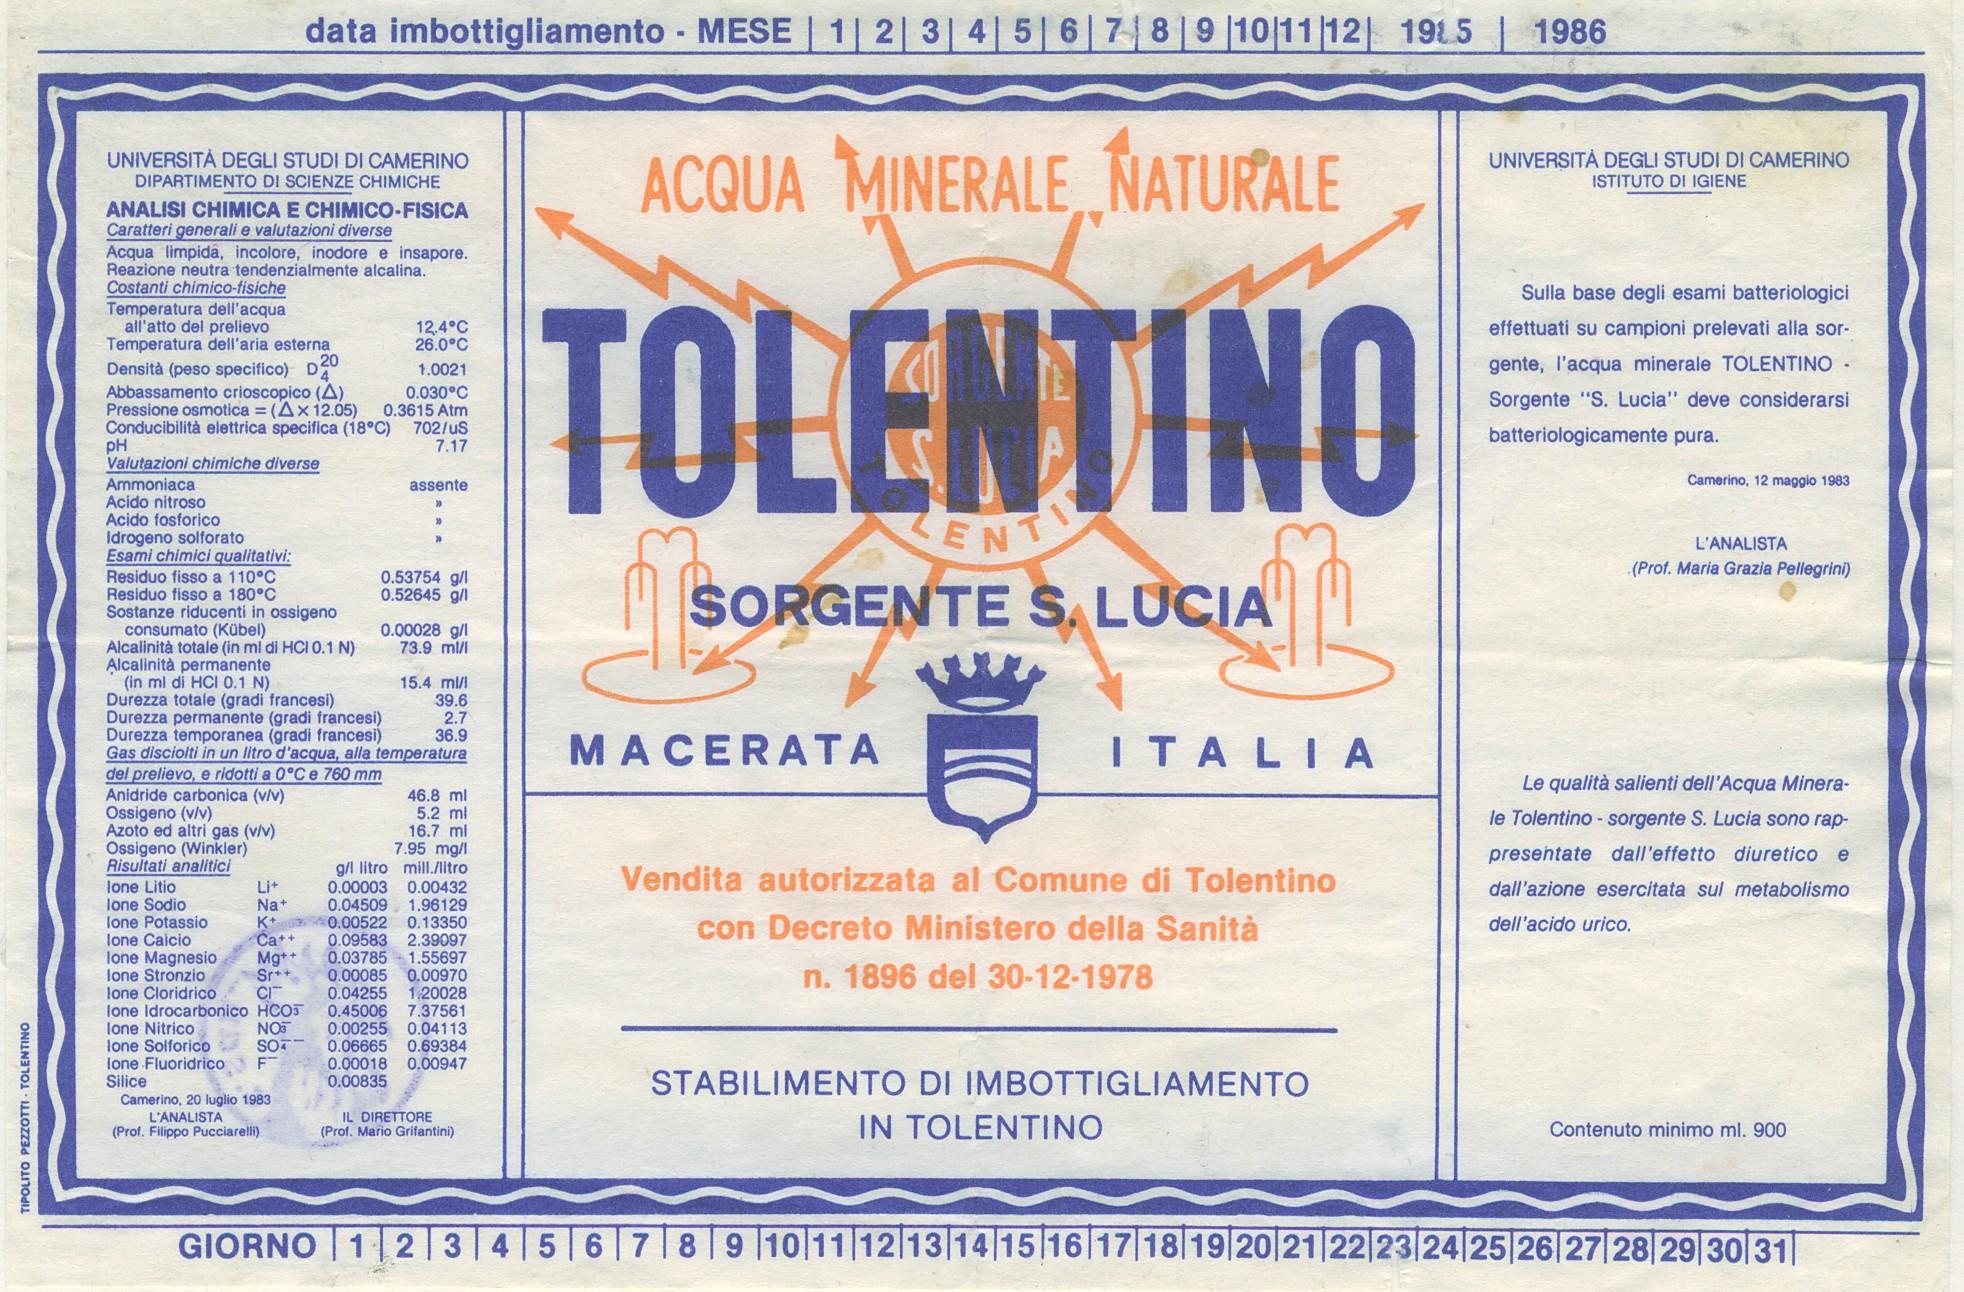 data imbottigliamento - MESE | 1| 2| 3| 4| 5| 6| 7| 8| 9 |10|11|12| 1985 | 1986
UNIVERSITÀ DEGLI STUDI DI CAMERINO
DIPARTIMENTO DI SCIENZE CHIMICHE
ANALISI CHIMICA E CHIMICO-FISICA
Caratteri generali e valutazioni diverse
Acqua limpida, incolore, inodore e insapore.
Reazione neutra tendenzialmente alcalina.
Costanti chimico-fisiche
Temperatura dell'acqua
all'atto del prelievo 12.4°C
Temperatura dell'aria esterna 26.0°C
Densità (peso specifico) D 20 4 1.0021
Abbassamento crioscopico (Δ) 0.030°C
Pressione osmotica = (Δ × 12.05) 0.3615 Atm
Conducibilità elettrica specifica (18°C) 702/uS
pH 7.17
Valutazioni chimiche diverse
Ammoniaca assente
Acido nitroso »
Acido fosforico »
Idrogeno solforato »
Esami chimici qualitativi:
Residuo fisso a 110°C 0.53754 g/l
Residuo fisso a 180°C 0.52645 g/l
Sostanze riducenti in ossigeno
consumato (Kübel) 0.00028 g/l
Alcalinità totale (in ml di HCl 0.1 N) 73.9 ml/l
Alcalinità permanente
(in ml di HCl 0.1 N) 15.4 ml/l
Durezza totale (gradi francesi) 39.6
Durezza permanente (gradi francesi) 2.7
Durezza temporanea (gradi francesi) 36.9
Gas disciolti in un litro d'acqua, alla temperatura
del prelievo, e ridotti a 0°C e 760 mm
Anidride carbonica (v/v) 46.8 ml
Ossigeno (v/v) 5.2 ml
Azoto ed altri gas (v/v) 16.7 ml
Ossigeno (Winkler) 7.95 mg/l
Risultati analitici g/l litro mill./litro
Ione Litio Li+ 0.00003 0.00432
Ione Sodio Na+ 0.04509 1.96129
Ione Potassio K+ 0.00522 0.13350
Ione Calcio Ca++ 0.09583 2.39097
Ione Magnesio Mg++ 0.03785 1.55697
Ione Stronzio Sr++ 0.00085 0.00970
Ione Cloridrico Cl− 0.04255 1.20028
Ione Idrocarbonico HCO3− 0.45006 7.37561
Ione Nitrico NO3− 0.00255 0.04113
Ione Solforico SO4−− 0.06665 0.69384
Ione Fluoridrico F− 0.00018 0.00947
Silice 0.00835
Camerino, 20 luglio 1983
L'ANALISTA IL DIRETTORE
(Prof. Filippo Pucciarelli) (Prof. Mario Grifantini)
TIPOLITO PEZZOTTI - TOLENTINO
ACQUA MINERALE NATURALE
TOLENTINO
SORGENTE
S. LUCIA
TOLENTINO
SORGENTE S. LUCIA
MACERATA ITALIA
Vendita autorizzata al Comune di Tolentino
con Decreto Ministero della Sanità
n. 1896 del 30-12-1978
STABILIMENTO DI IMBOTTIGLIAMENTO
IN TOLENTINO
UNIVERSITÀ DEGLI STUDI DI CAMERINO
ISTITUTO DI IGIENE
Sulla base degli esami batteriologici
effettuati su campioni prelevati alla sor-
gente, l'acqua minerale TOLENTINO -
Sorgente "S. Lucia" deve considerarsi
batteriologicamente pura.
Camerino, 12 maggio 1983
L'ANALISTA
(Prof. Maria Grazia Pellegrini)
Le qualità salienti dell'Acqua Minera-
le Tolentino - sorgente S. Lucia sono rap-
presentate dall'effetto diuretico e
dall'azione esercitata sul metabolismo
dell'acido urico.
Contenuto minimo ml. 900
GIORNO | 1 | 2 | 3 | 4 | 5 | 6 | 7 | 8 | 9 |10|11|12|13|14|15|16|17|18|19|20|21|22|23|24|25|26|27|28|29|30|31|